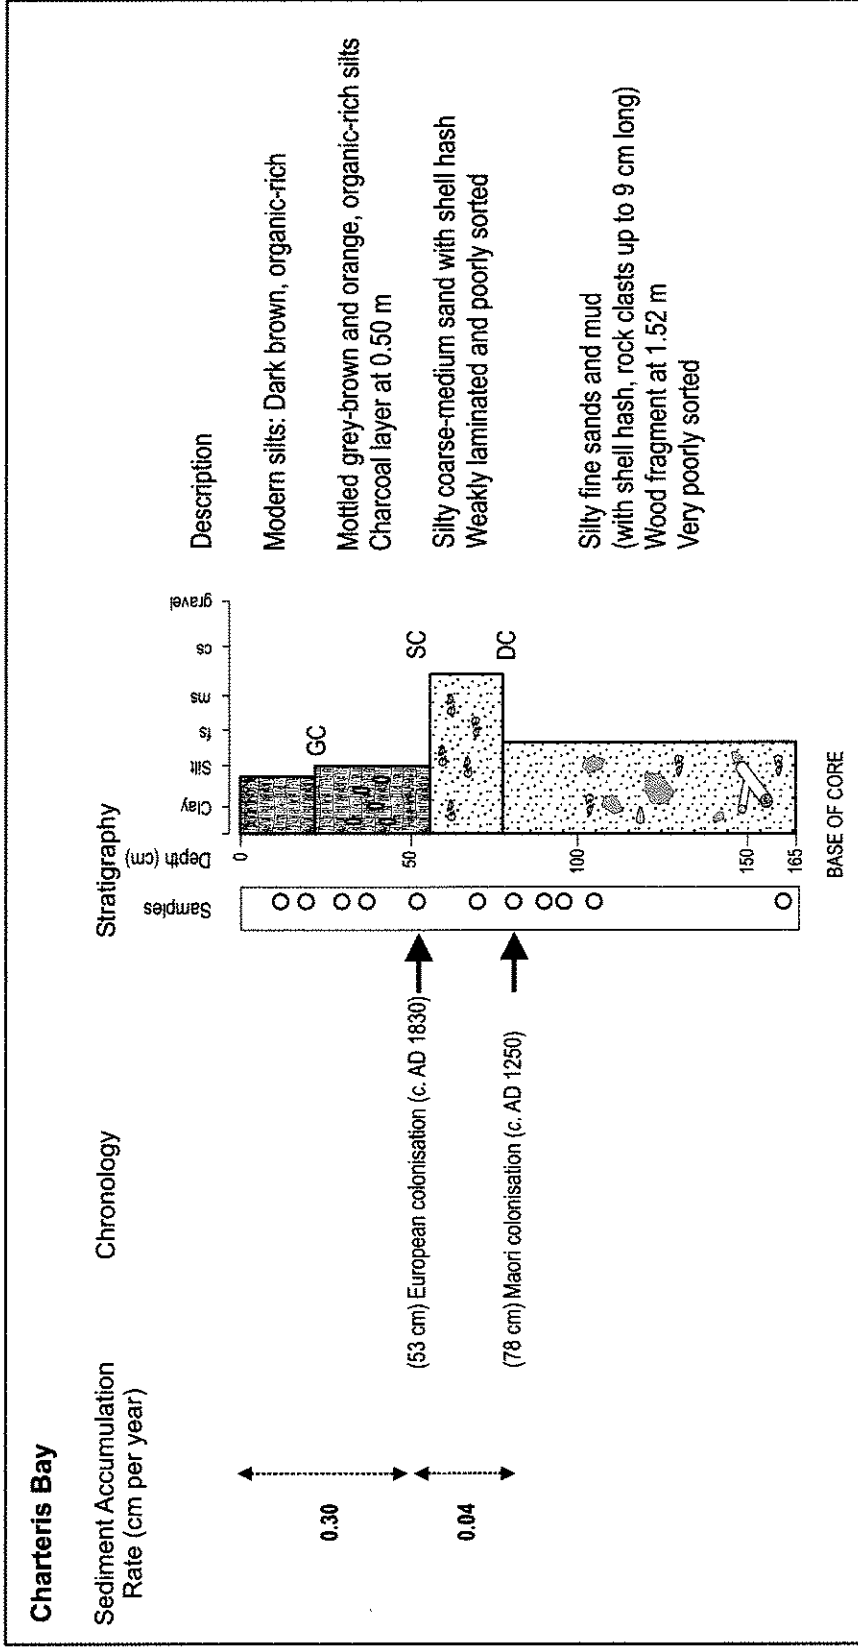 Charteris Bay
Sediment Accumulation
Rate (cm per year)
Chronology
Stratigraphy
Description
Samples
Depth (cm)
Clay
Silt
fs
ms
cs
gravel
0
50
100
150
165
BASE OF CORE
GC
SC
DC
0.30
0.04
(53 cm) European colonisation (c. AD 1830)
(78 cm) Maori colonisation (c. AD 1250)
Modern silts: Dark brown, organic-rich
Mottled grey-brown and orange, organic-rich silts
Charcoal layer at 0.50 m
Silty coarse-medium sand with shell hash
Weakly laminated and poorly sorted
Silty fine sands and mud
(with shell hash, rock clasts up to 9 cm long)
Wood fragment at 1.52 m
Very poorly sorted